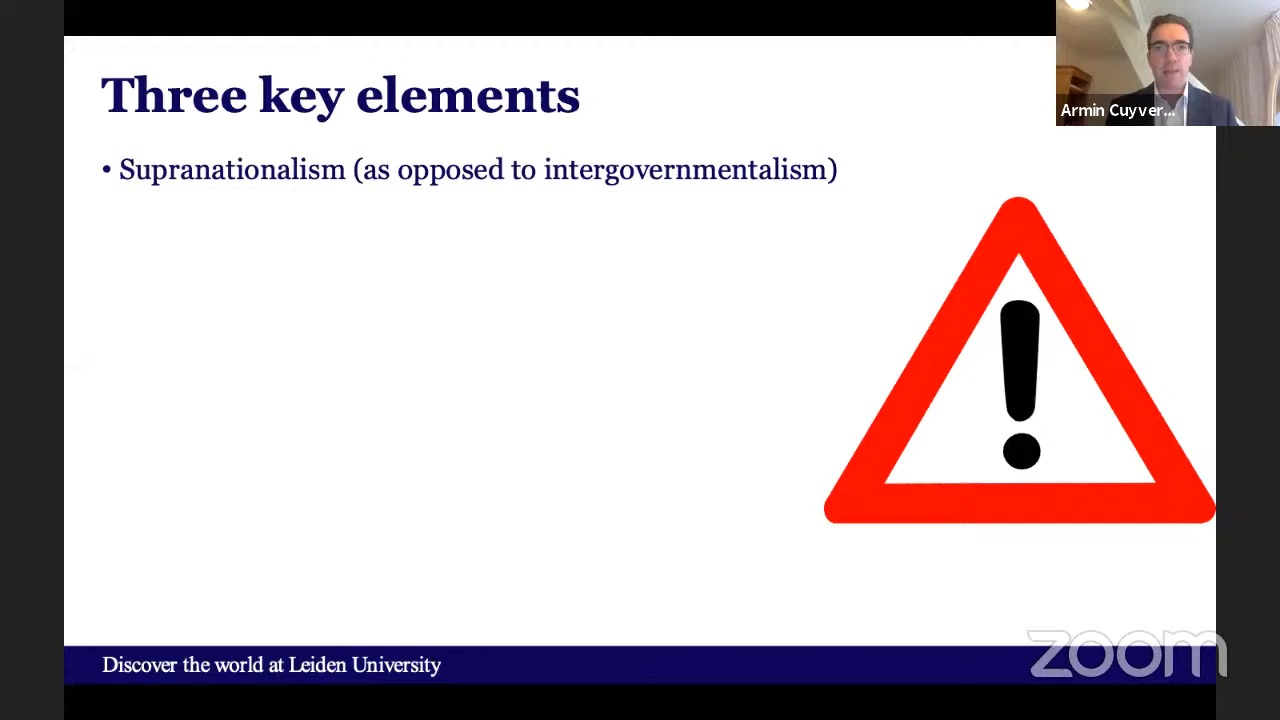 Three key elements
• Supranationalism (as opposed to intergovernmentalism)
Armin Cuyver...
Discover the world at Leiden University
zoom